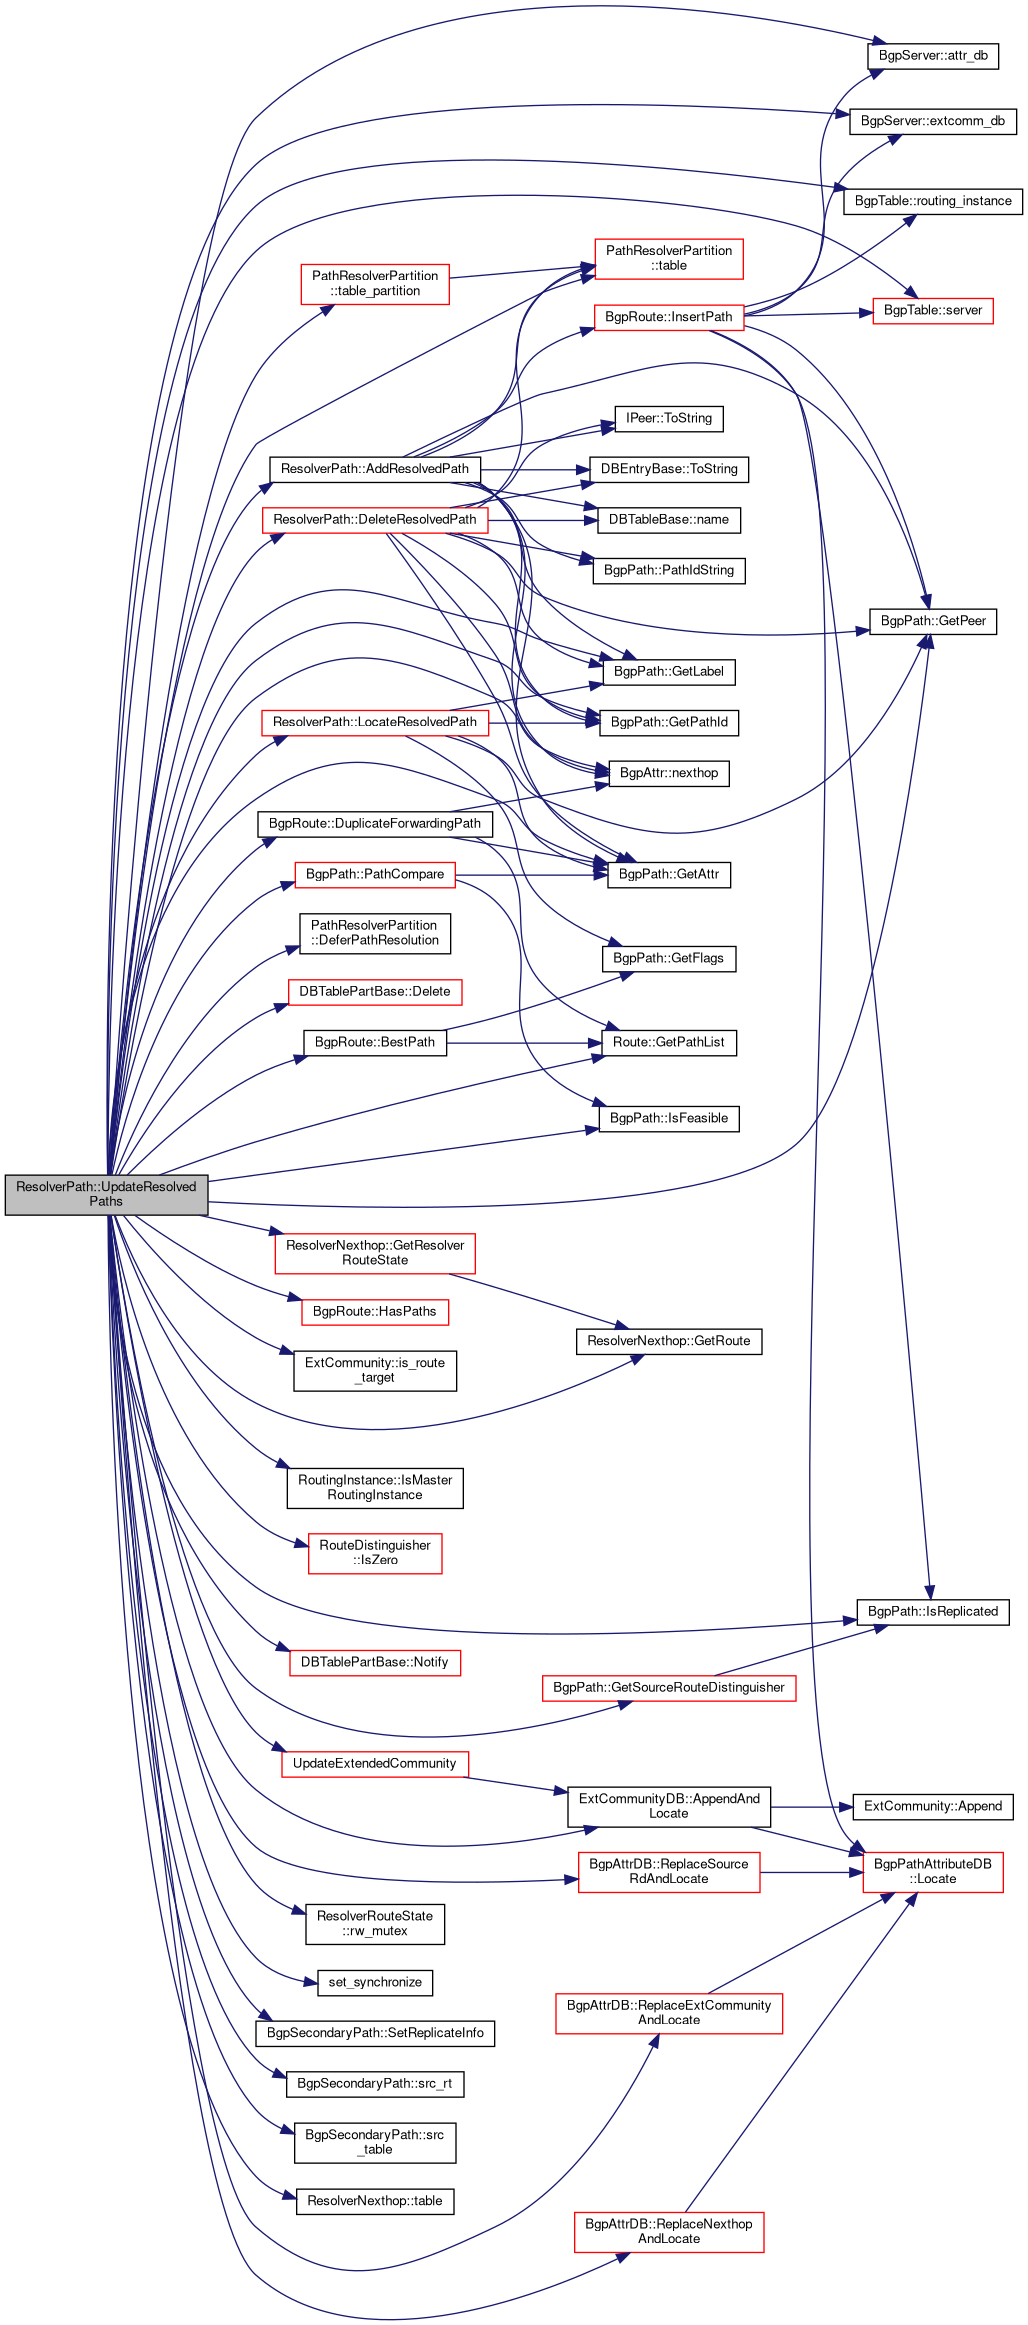 BgpServer::attr_db
BgpServer::extcomm_db
BgpTable::routing_instance
PathResolverPartition
::table
PathResolverPartition
::table_partition
BgpTable::server
BgpRoute::InsertPath
IPeer::ToString
ResolverPath::AddResolvedPath
DBEntryBase::ToString
ResolverPath::DeleteResolvedPath
DBTableBase::name
BgpPath::PathIdString
BgpPath::GetPeer
BgpPath::GetLabel
ResolverPath::LocateResolvedPath
BgpPath::GetPathId
BgpAttr::nexthop
BgpRoute::DuplicateForwardingPath
BgpPath::PathCompare
BgpPath::GetAttr
PathResolverPartition
::DeferPathResolution
BgpPath::GetFlags
DBTablePartBase::Delete
BgpRoute::BestPath
Route::GetPathList
BgpPath::IsFeasible
ResolverPath::UpdateResolved
Paths
ResolverNexthop::GetResolver
RouteState
BgpRoute::HasPaths
ResolverNexthop::GetRoute
ExtCommunity::is_route
_target
RoutingInstance::IsMaster
RoutingInstance
RouteDistinguisher
::IsZero
BgpPath::IsReplicated
DBTablePartBase::Notify
BgpPath::GetSourceRouteDistinguisher
UpdateExtendedCommunity
ExtCommunityDB::AppendAnd
Locate
ExtCommunity::Append
BgpAttrDB::ReplaceSource
RdAndLocate
BgpPathAttributeDB
::Locate
ResolverRouteState
::rw_mutex
set_synchronize
BgpAttrDB::ReplaceExtCommunity
AndLocate
BgpSecondaryPath::SetReplicateInfo
BgpSecondaryPath::src_rt
BgpSecondaryPath::src
_table
ResolverNexthop::table
BgpAttrDB::ReplaceNexthop
AndLocate